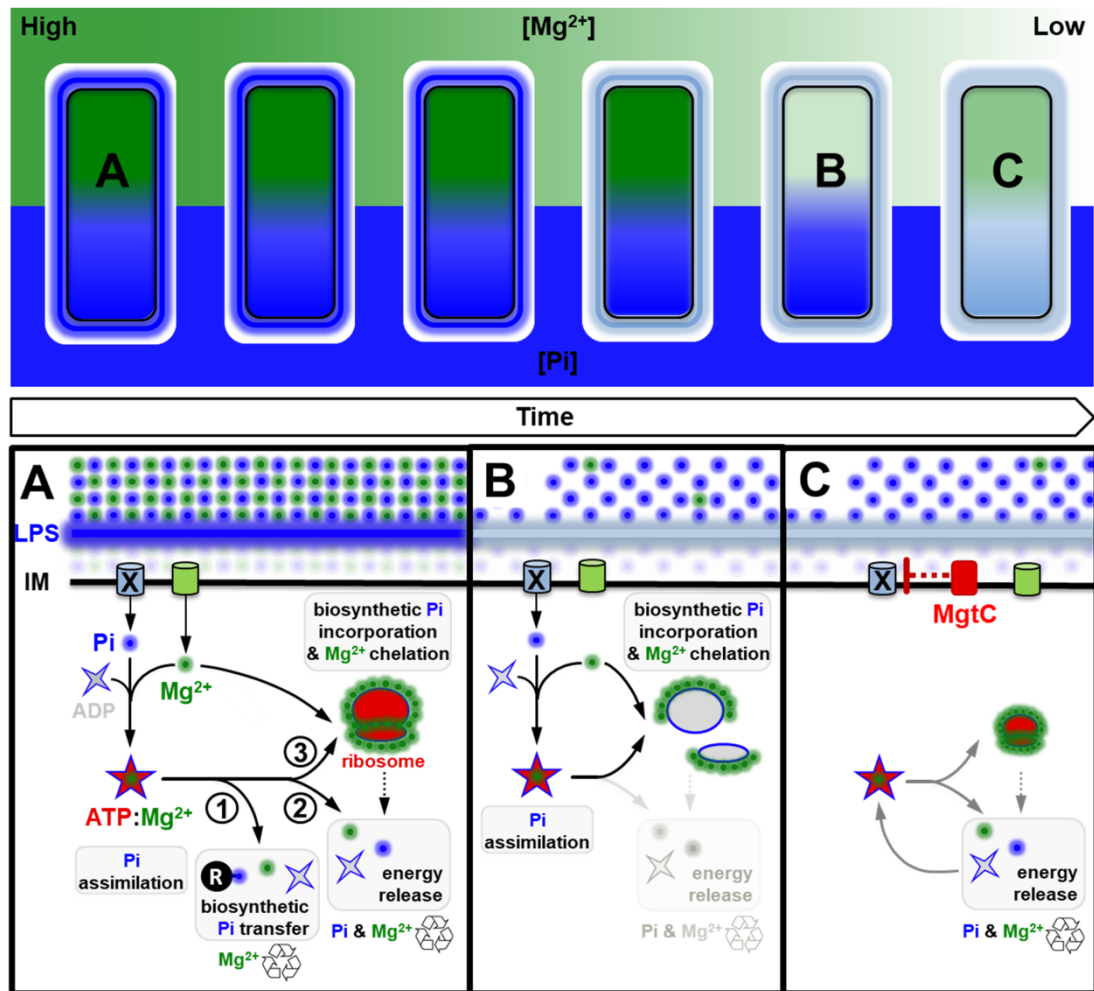 High
[Mg²⁺]
Low
A
B
C
[Pi]
Time
A
LPS
IM
X
Pi
ADP
Mg²⁺
biosynthetic Pi
incorporation
& Mg²⁺ chelation
ribosome
ATP:Mg²⁺
1
2
3
Pi
assimilation
R
biosynthetic
Pi transfer
Mg²⁺
energy
release
Pi & Mg²⁺
B
X
biosynthetic Pi
incorporation
& Mg²⁺ chelation
Pi
assimilation
energy
release
Pi & Mg²⁺
C
X
MgtC
energy
release
Pi & Mg²⁺